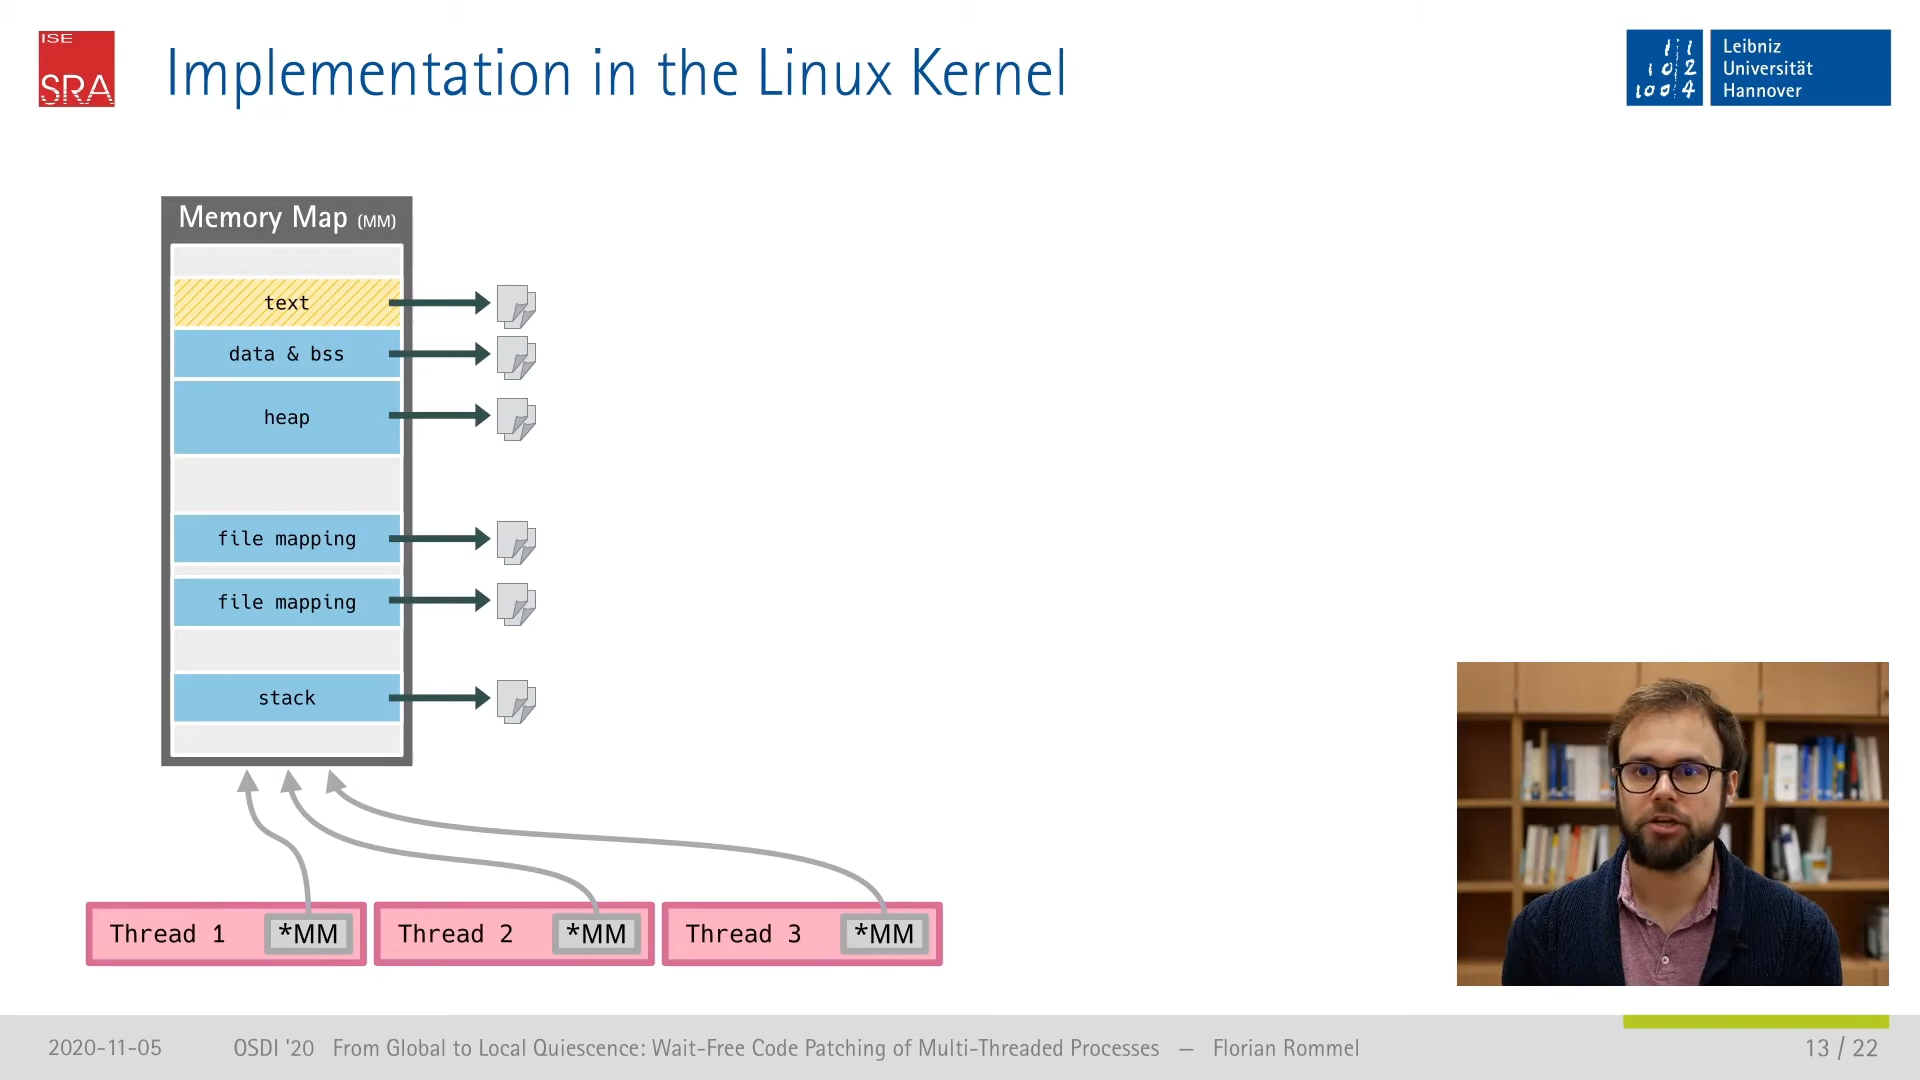 ISE
SRA
Implementation in the Linux Kernel
Leibniz
Universität
Hannover
Memory Map (MM)
text
data & bss
heap
file mapping
file mapping
stack
Thread 1 *MM
Thread 2 *MM
Thread 3 *MM
2020-11-05 OSDI '20 From Global to Local Quiescence: Wait-Free Code Patching of Multi-Threaded Processes — Florian Rommel 13 / 22